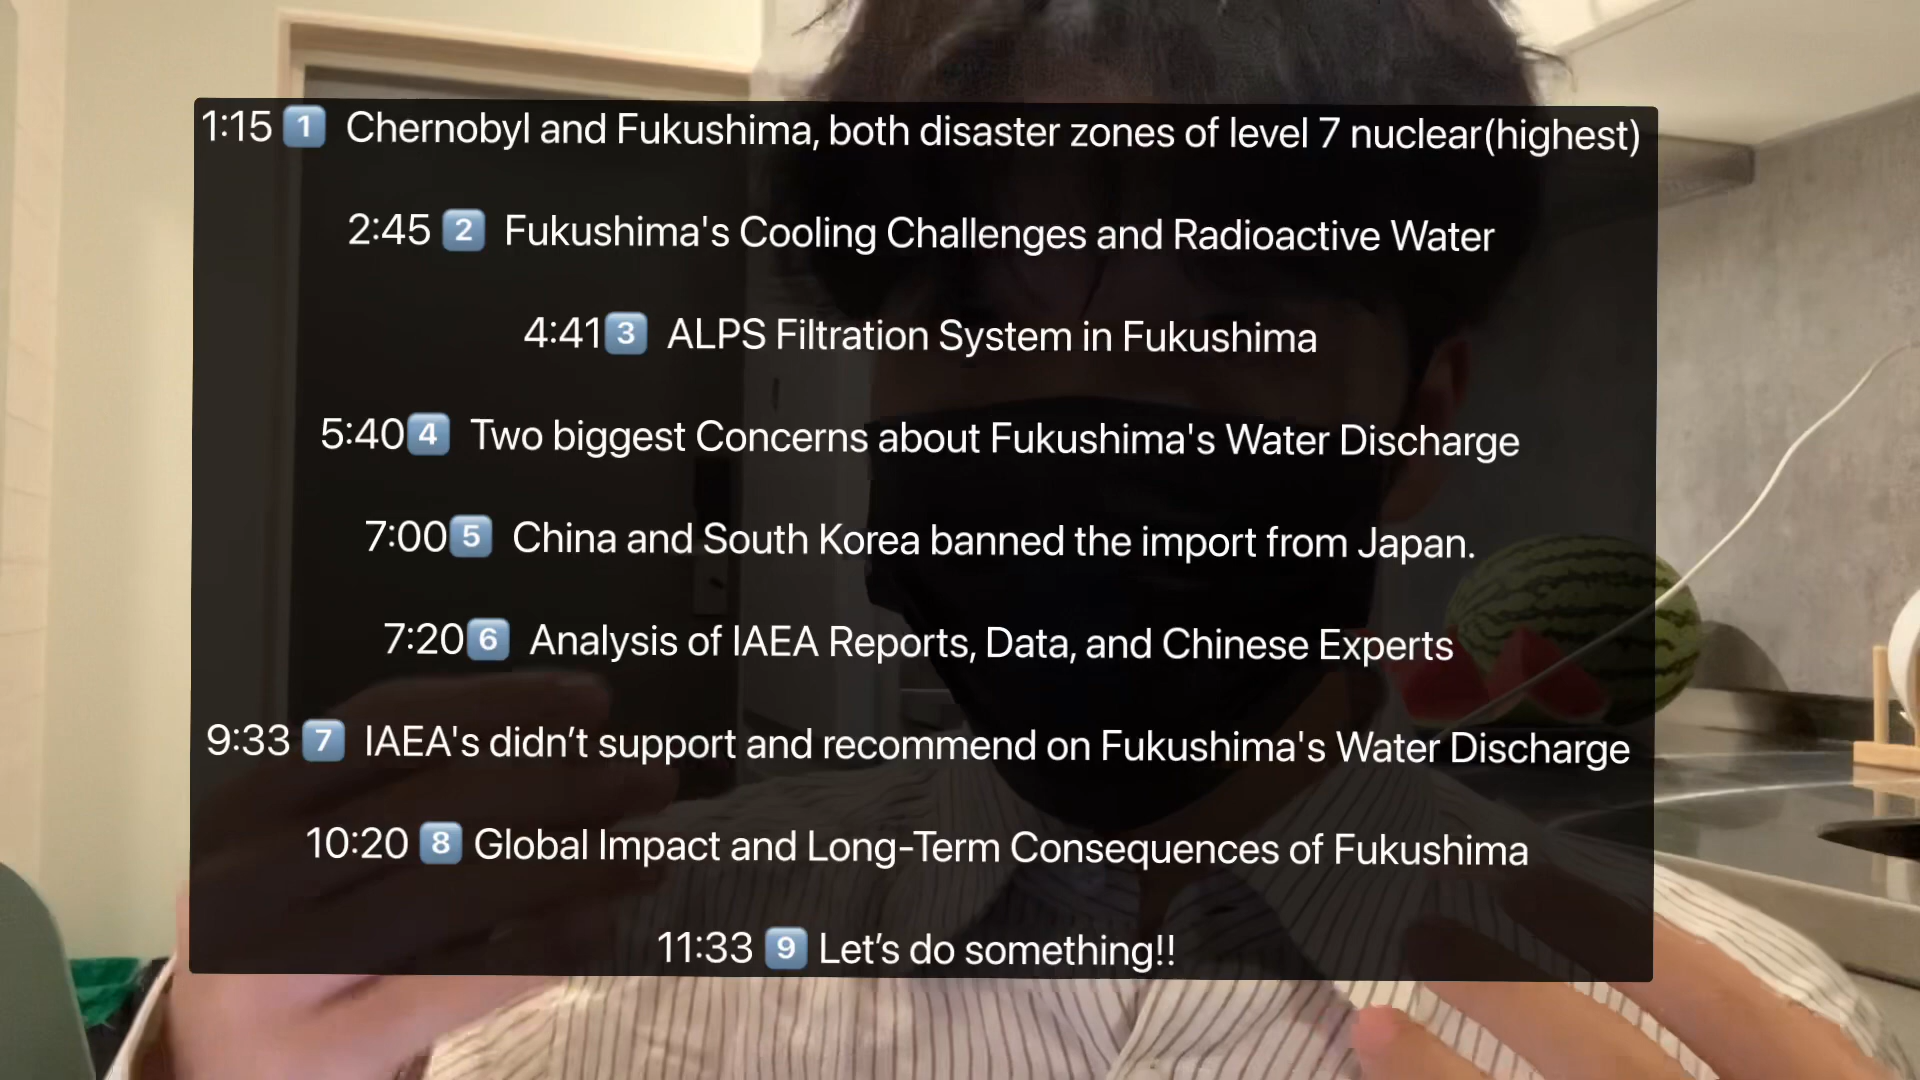 1:15 1️⃣ Chernobyl and Fukushima, both disaster zones of level 7 nuclear(highest)
2:45 2️⃣ Fukushima's Cooling Challenges and Radioactive Water
4:41 3️⃣ ALPS Filtration System in Fukushima
5:40 4️⃣ Two biggest Concerns about Fukushima's Water Discharge
7:00 5️⃣ China and South Korea banned the import from Japan.
7:20 6️⃣ Analysis of IAEA Reports, Data, and Chinese Experts
9:33 7️⃣ IAEA's didn’t support and recommend on Fukushima's Water Discharge
10:20 8️⃣ Global Impact and Long-Term Consequences of Fukushima
11:33 9️⃣ Let’s do something!!